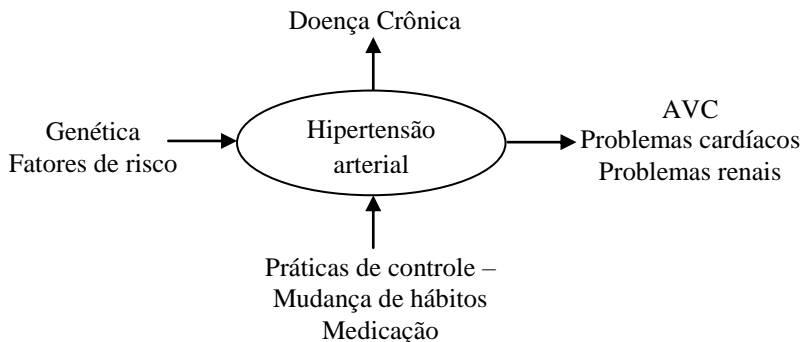 Doença Crônica
Genética
Fatores de risco
Hipertensão
arterial
AVC
Problemas cardíacos
Problemas renais
Práticas de controle –
Mudança de hábitos
Medicação